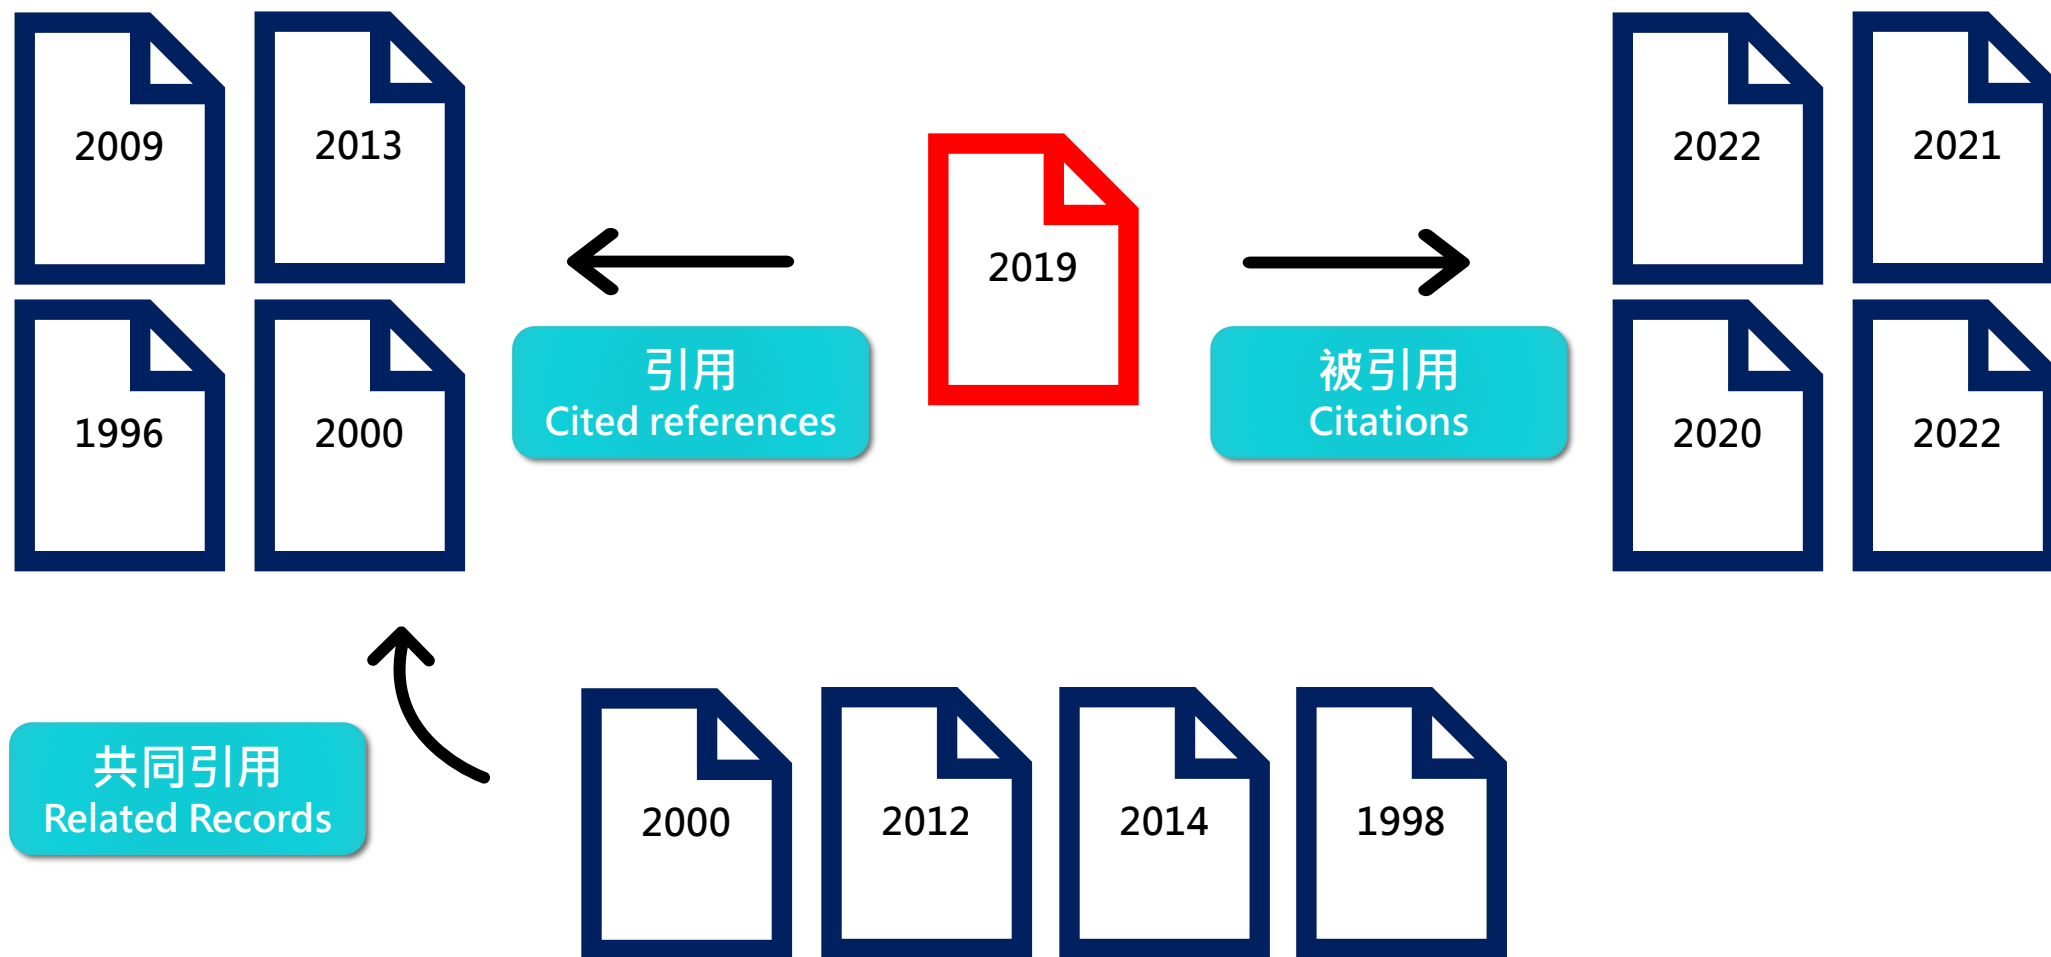 2009
2013
1996
2000
引用
Cited references
2019
被引用
Citations
2022
2021
2020
2022
共同引用
Related Records
2000
2012
2014
1998